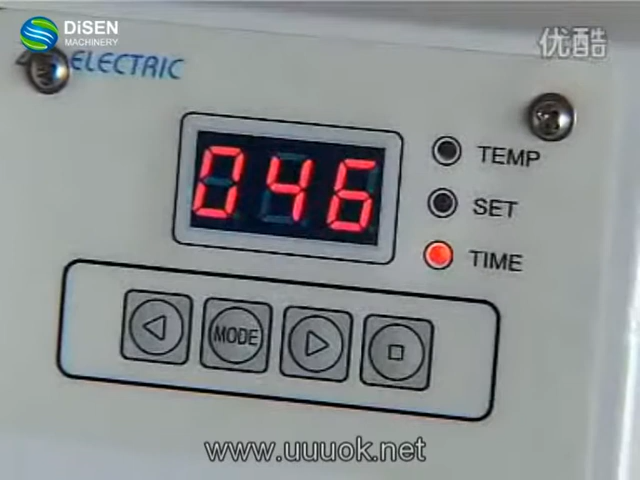 DiSEN
MACHINERY
优酷
ELECTRIC
046
TEMP
SET
TIME
MODE
www.uuuok.net